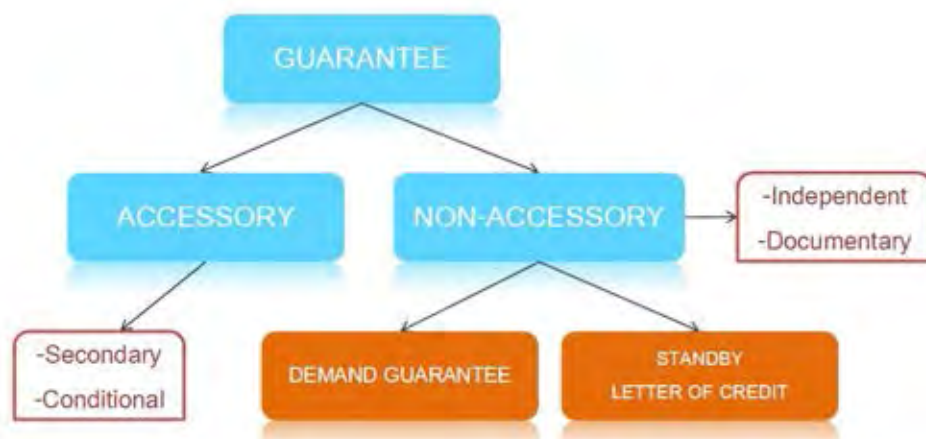 GUARANTEE
ACCESSORY
NON-ACCESSORY
-Independent
-Documentary
-Secondary
-Conditional
DEMAND GUARANTEE
STANDBY
LETTER OF CREDIT